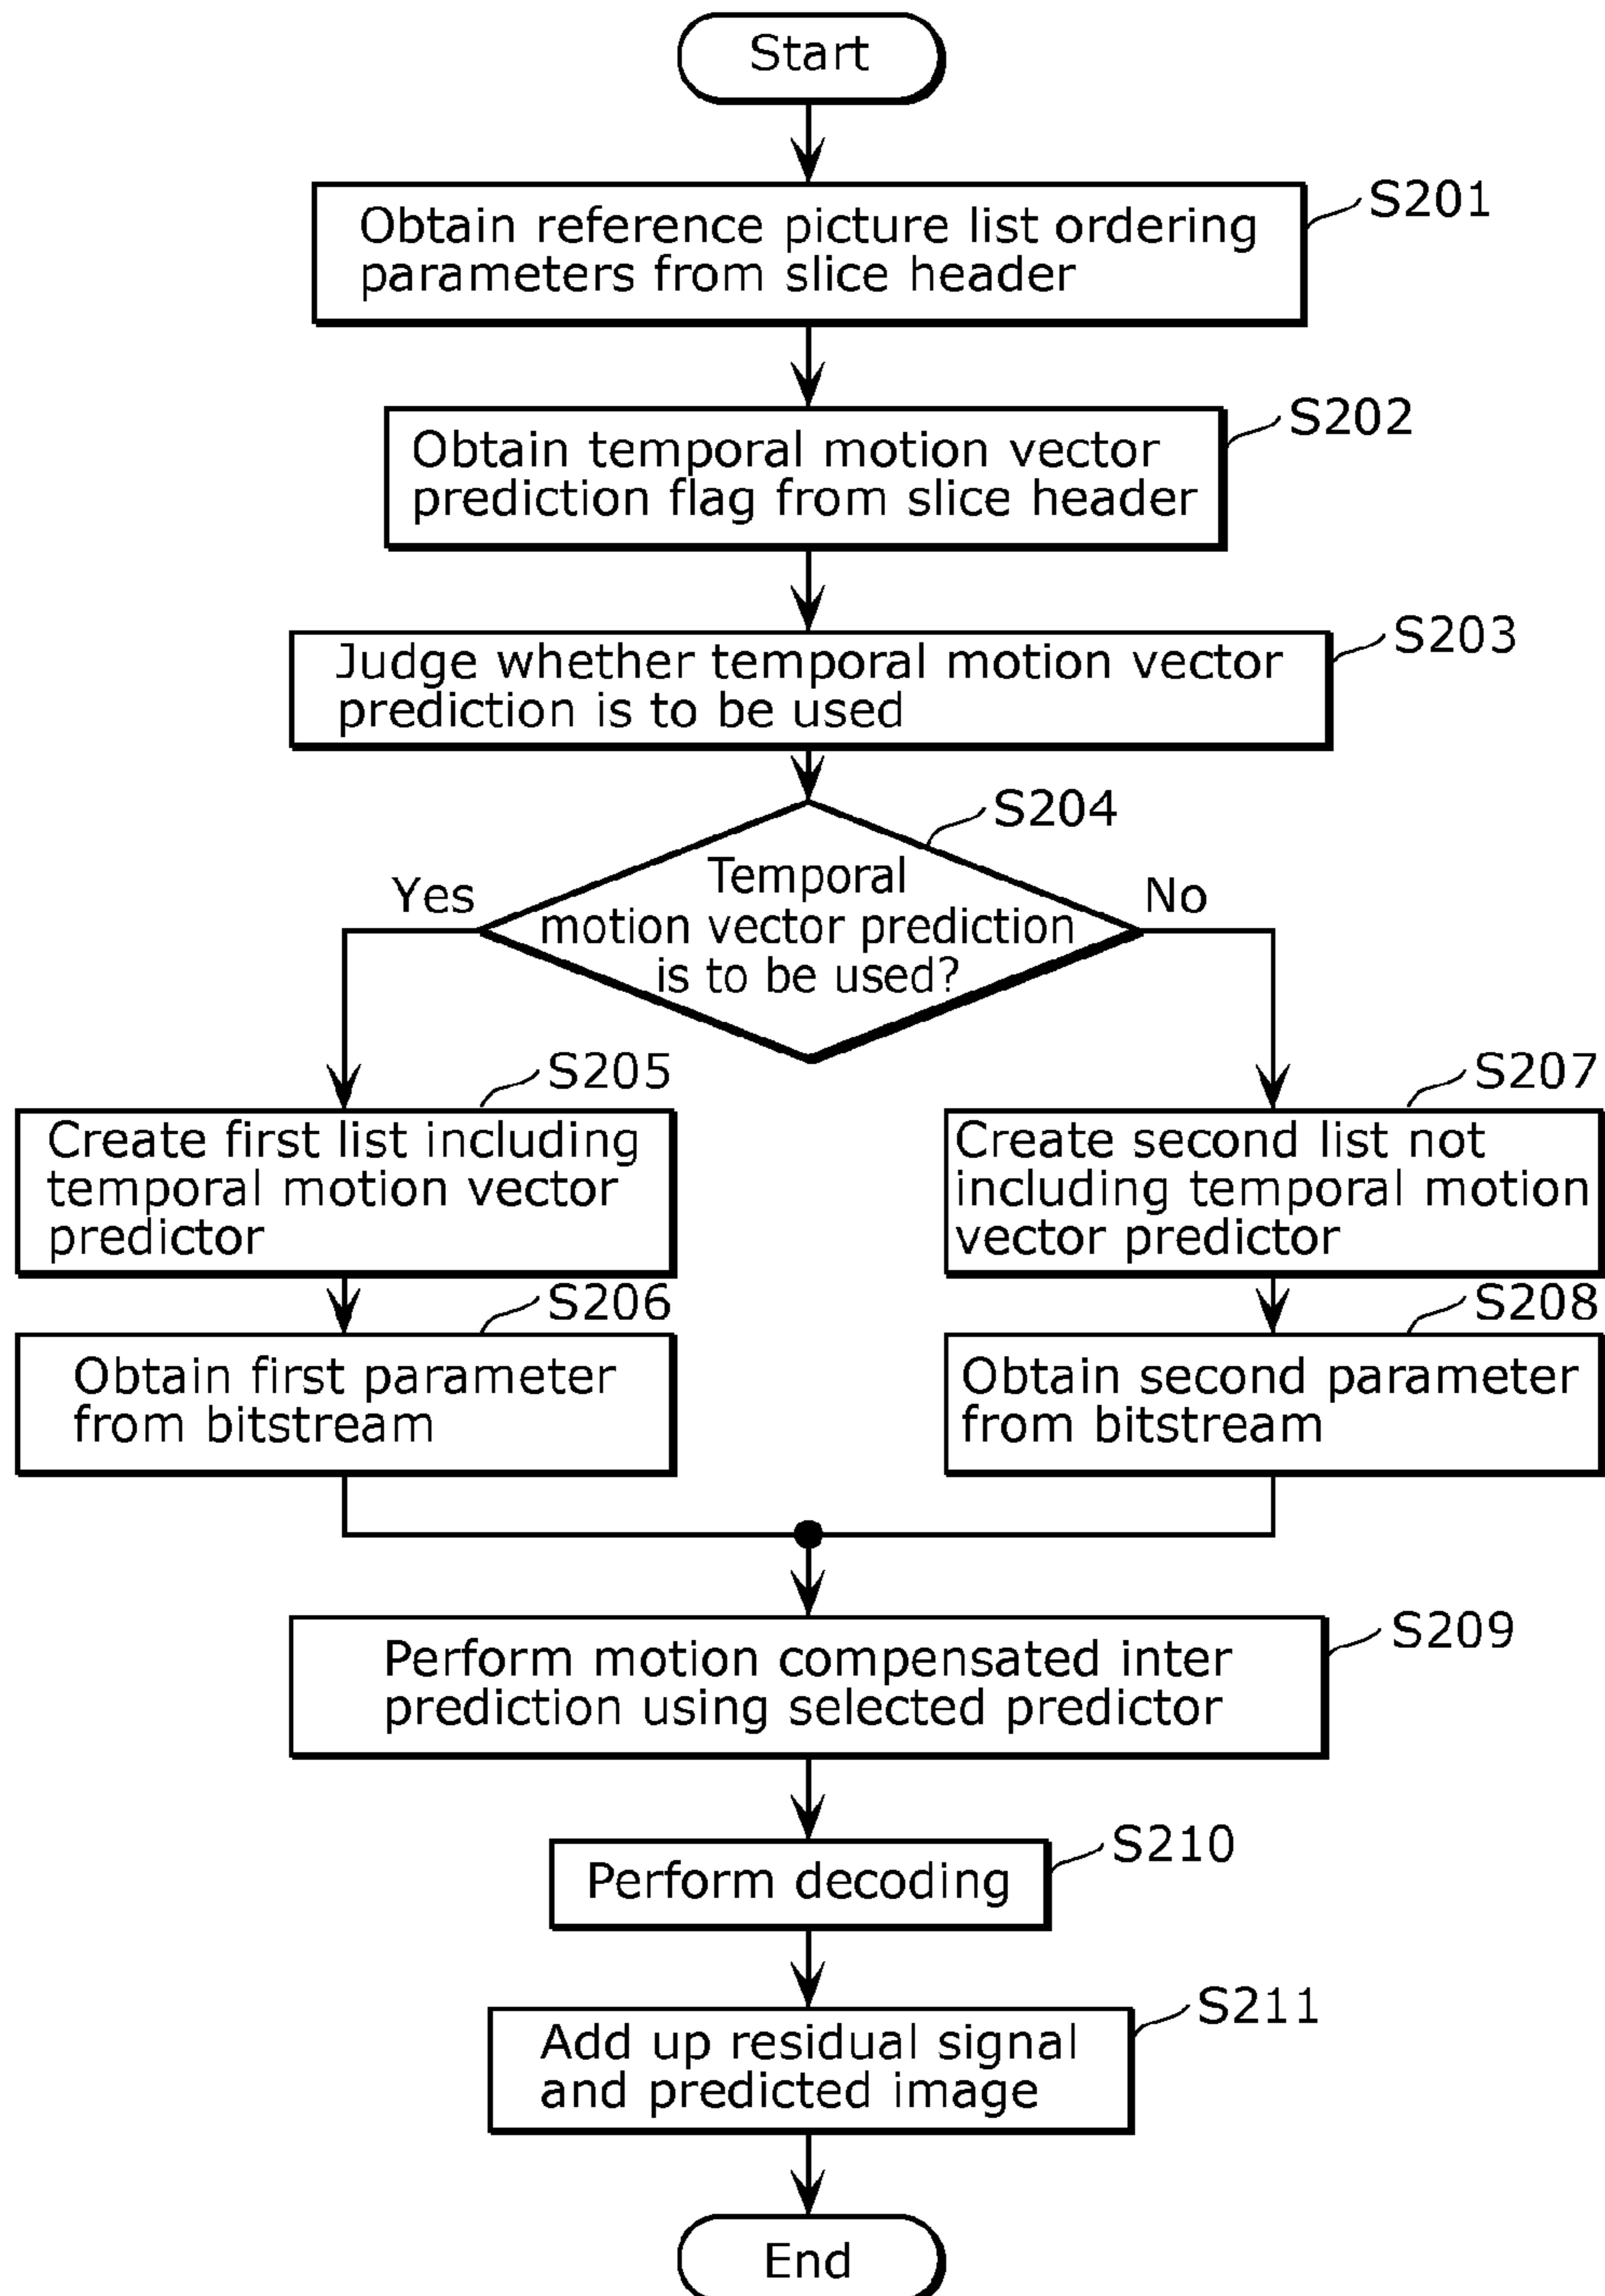 Start
S201
Obtain reference picture list ordering
parameters from slice header
S202
Obtain temporal motion vector
prediction flag from slice header
S203
Judge whether temporal motion vector
prediction is to be used
S204
Temporal
motion vector prediction
is to be used?
Yes
No
S205
Create first list including
temporal motion vector
predictor
S206
Obtain first parameter
from bitstream
S207
Create second list not
including temporal motion
vector predictor
S208
Obtain second parameter
from bitstream
S209
Perform motion compensated inter
prediction using selected predictor
S210
Perform decoding
S211
Add up residual signal
and predicted image
End